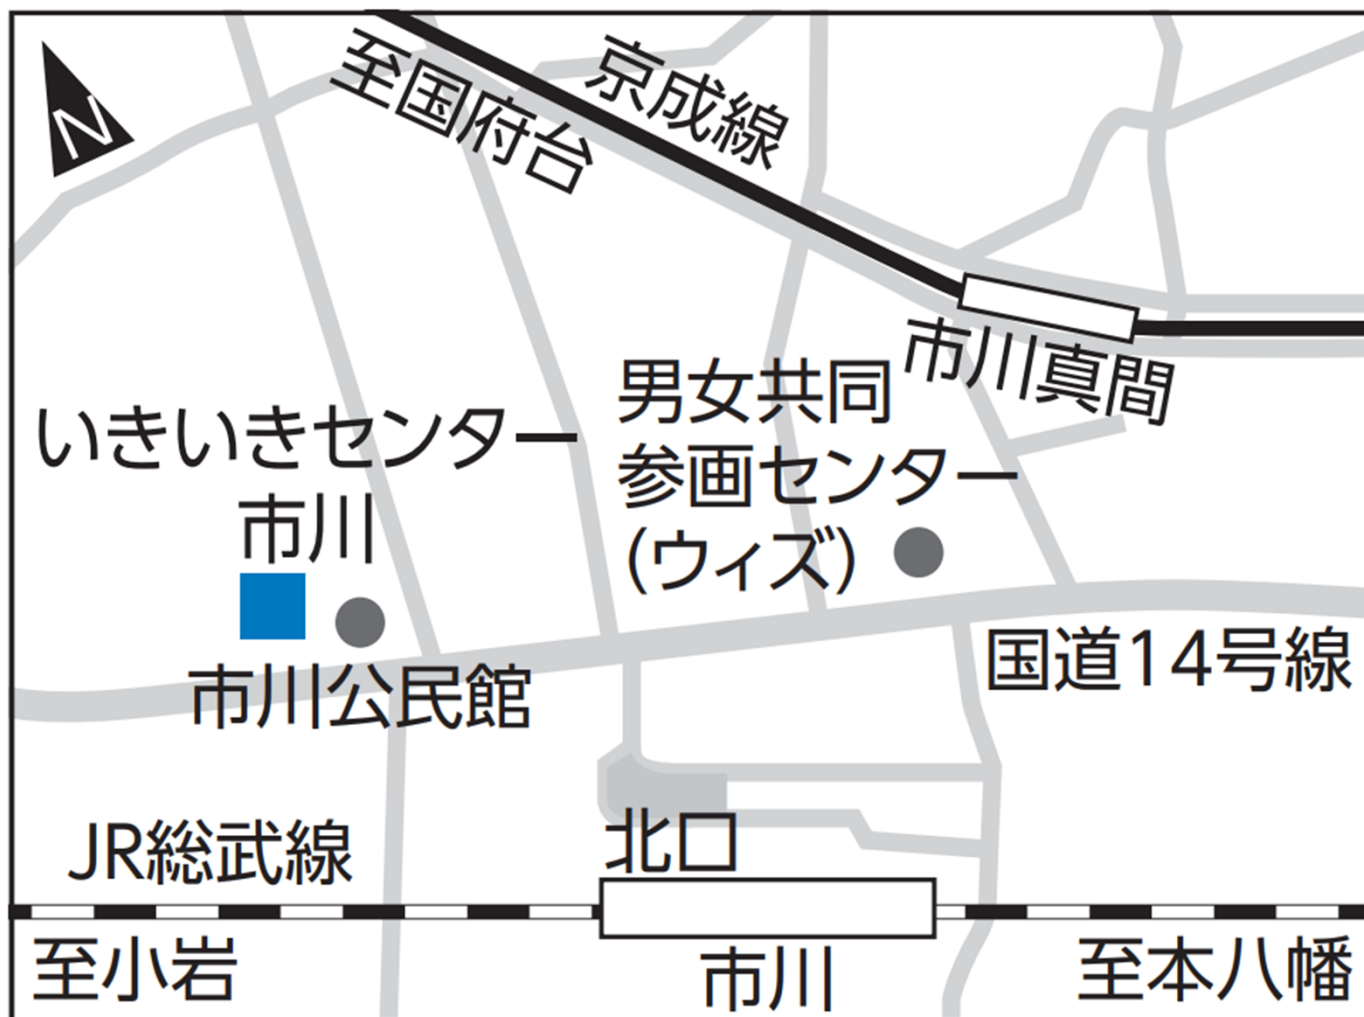 N
京成線
至国府台
市川真間
男女共同
参画センター
(ウィズ)
いきいきセンター
市川
市川公民館
国道14号線
北口
JR総武線
至小岩
市川
至本八幡